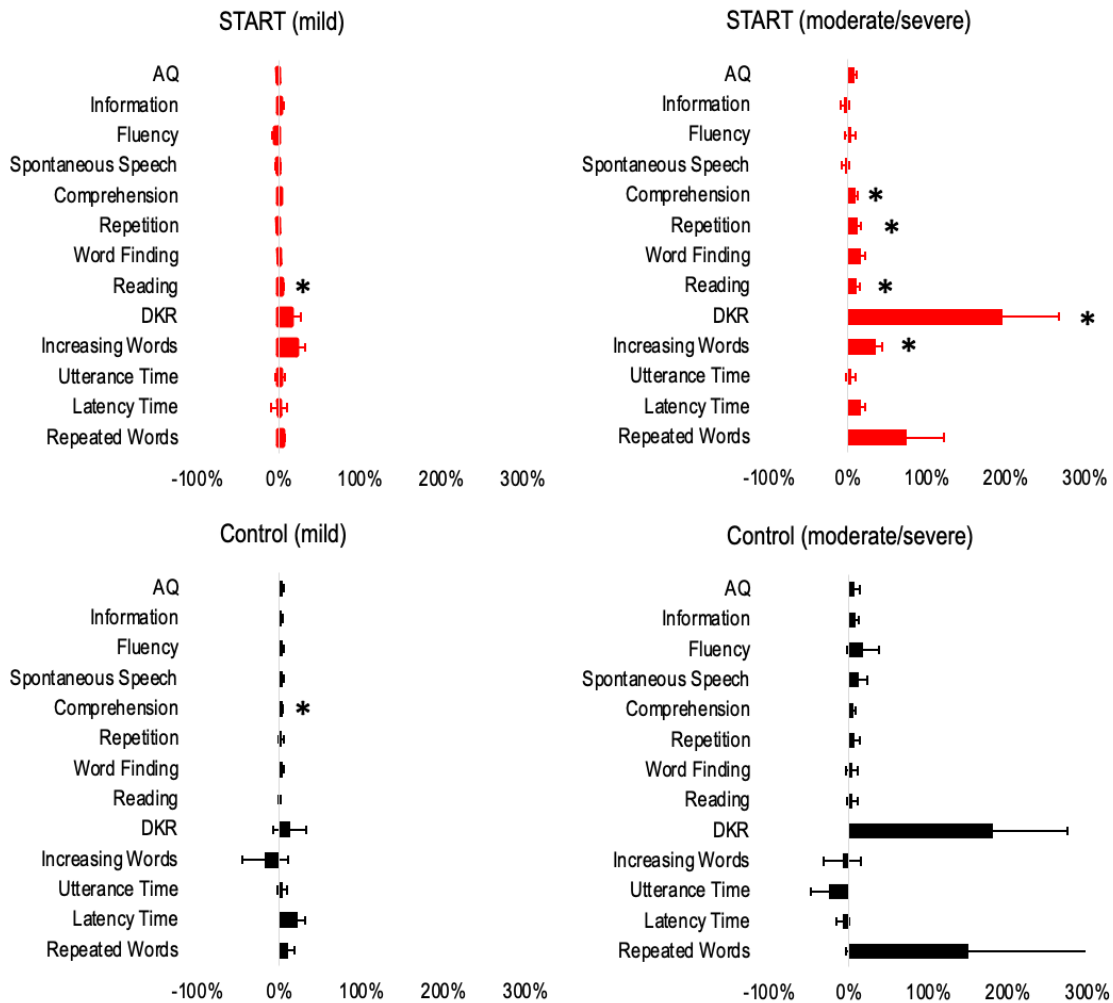 START (mild)
AQ
Information
Fluency
Spontaneous Speech
Comprehension
Repetition
Word Finding
Reading *
DKR
Increasing Words
Utterance Time
Latency Time
Repeated Words
-100% 0% 100% 200% 300%
START (moderate/severe)
AQ
Information
Fluency
Spontaneous Speech
Comprehension *
Repetition *
Word Finding
Reading *
DKR *
Increasing Words *
Utterance Time
Latency Time
Repeated Words
-100% 0% 100% 200% 300%
Control (mild)
AQ
Information
Fluency
Spontaneous Speech
Comprehension *
Repetition
Word Finding
Reading
DKR
Increasing Words
Utterance Time
Latency Time
Repeated Words
-100% 0% 100% 200% 300%
Control (moderate/severe)
AQ
Information
Fluency
Spontaneous Speech
Comprehension
Repetition
Word Finding
Reading
DKR
Increasing Words
Utterance Time
Latency Time
Repeated Words
-100% 0% 100% 200% 300%